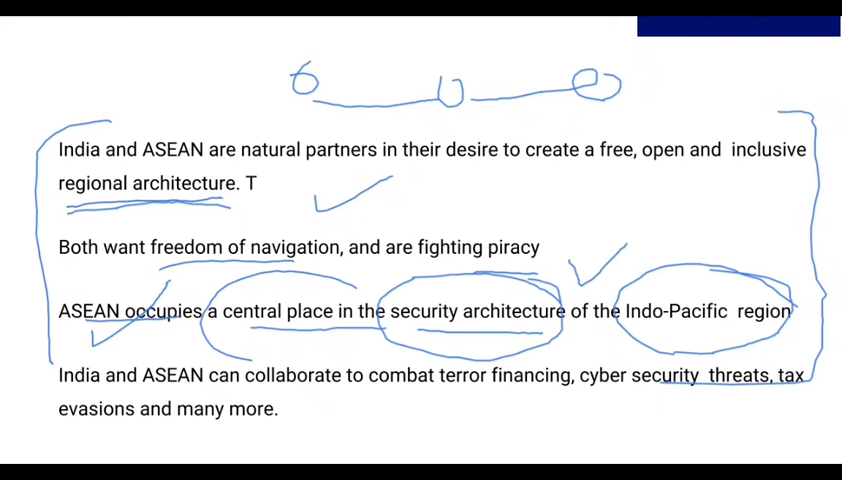 India and ASEAN are natural partners in their desire to create a free, open and inclusive
regional architecture. T
Both want freedom of navigation, and are fighting piracy
ASEAN occupies a central place in the security architecture of the Indo-Pacific region
India and ASEAN can collaborate to combat terror financing, cyber security threats, tax
evasions and many more.